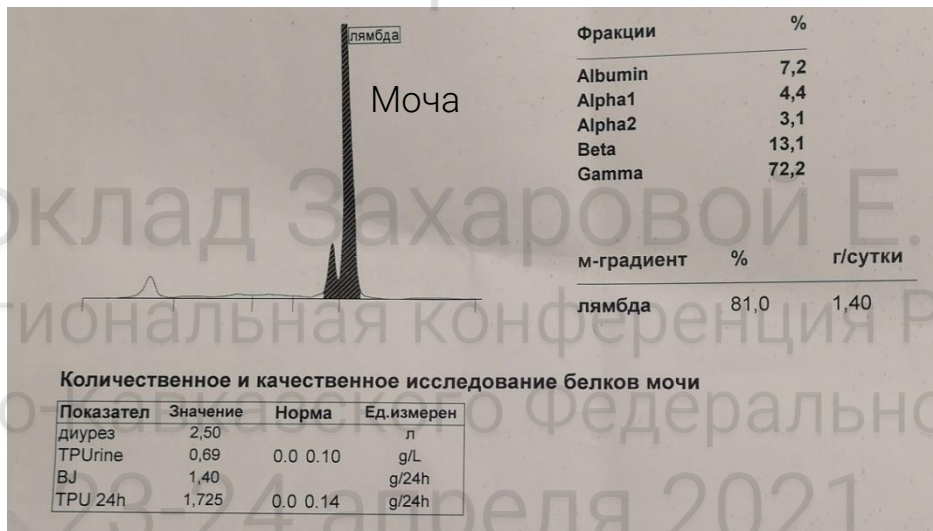 лямбда
Моча
Фракции %
Albumin 7,2
Alpha1 4,4
Alpha2 3,1
Beta 13,1
Gamma 72,2
оклад Захаровой Е.
м-градиент % г/сутки
гиональная конференция Р
лямбда 81,0 1,40
Количественное и качественное исследование белков мочи
Показател Значение Норма Ед.измерен
о-Кавказского Федерально
диурез 2,50 л
TPUrine 0,69 0.0 0.10 g/L
BJ 1,40 g/24h
TPU 24h 1,725 0.0 0.14 g/24h
23-24 апреля 2021